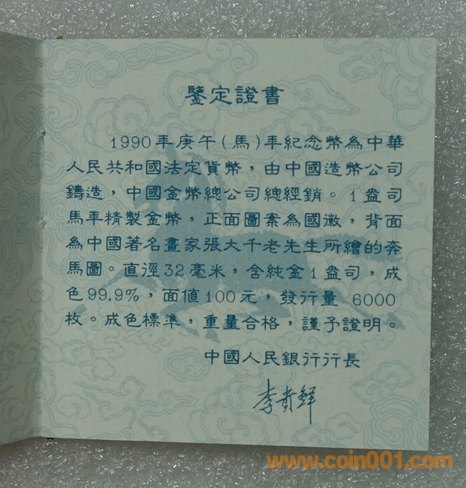 鑒定證書
1990年庚午(馬)年紀念幣為中華
人民共和國法定貨幣，由中國造幣公司
鑄造，中國金幣總公司總經銷。1盎司
馬年精製金幣，正面圖案為國徽，背面
為中國著名畫家張大千老先生所繪的奔
馬圖。直徑32毫米，含純金1盎司，成
色99.9%，面值100元，發行量 6000
枚。成色標準，重量合格，謹予證明。
中國人民銀行行長
李貴鲜
www.coin001.com